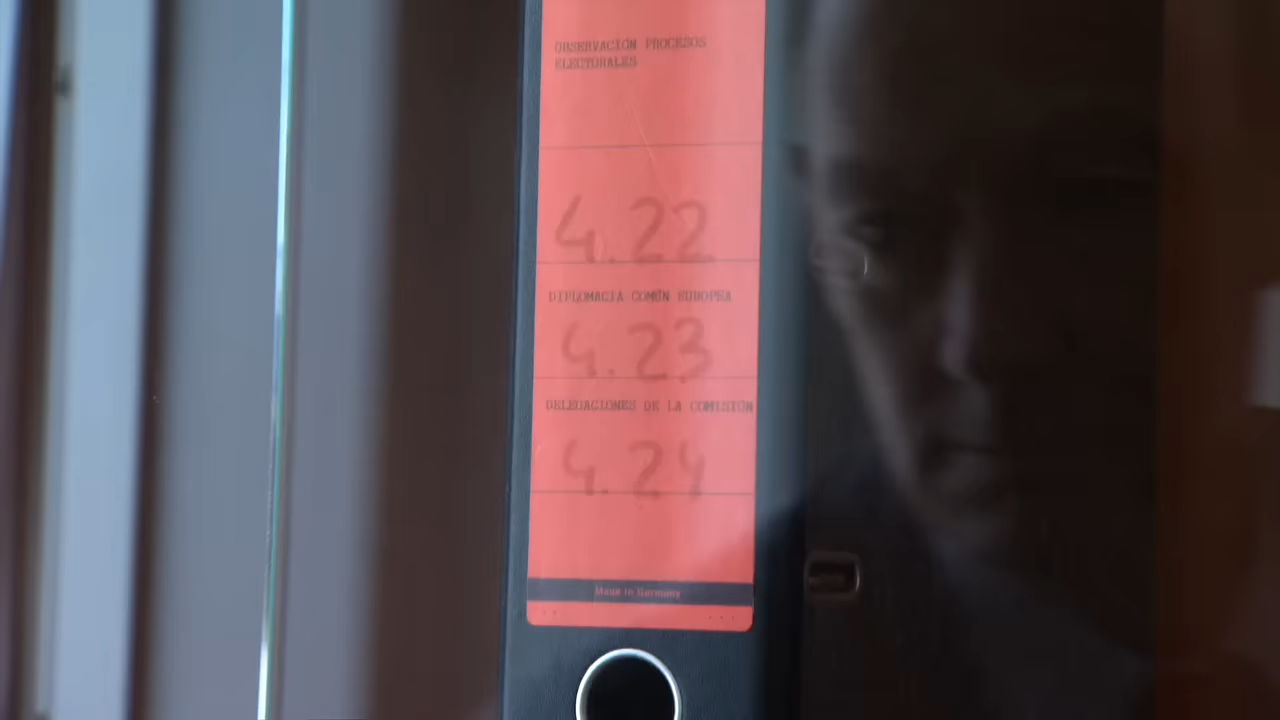 OBSERVACIÓN PROCESOS
ELECTORALES
4.22
DIPLOMACIA COMÚN EUROPEA
4.23
DELEGACIONES DE LA COMISIÓN
4.24
Made in Germany